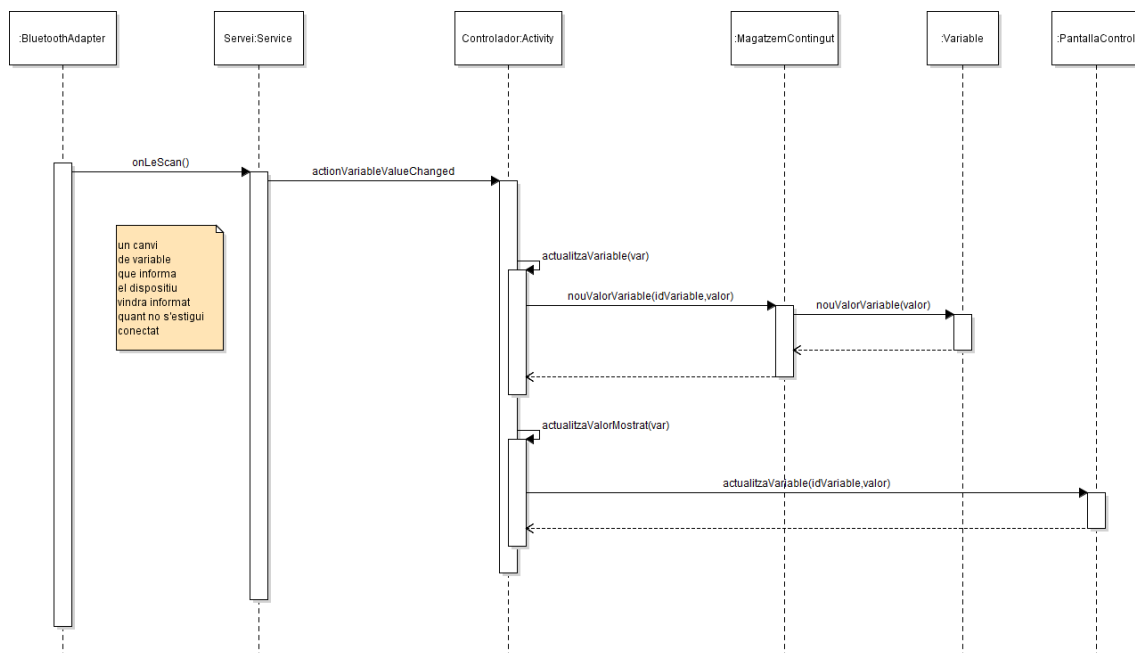 :BluetoothAdapter
Servei:Service
Controlador:Activity
:MagatzemContingut
:Variable
:PantallaControl
onLeScan()
actionVariableValueChanged
un canvi
de variable
que informa
el dispositiu
vindra informat
quant no s'estigui
conectat
actualitzaVariable(var)
nouValorVariable(idVariable,valor)
nouValorVariable(valor)
actualitzaValorMostrat(var)
actualitzaVariable(idVariable,valor)